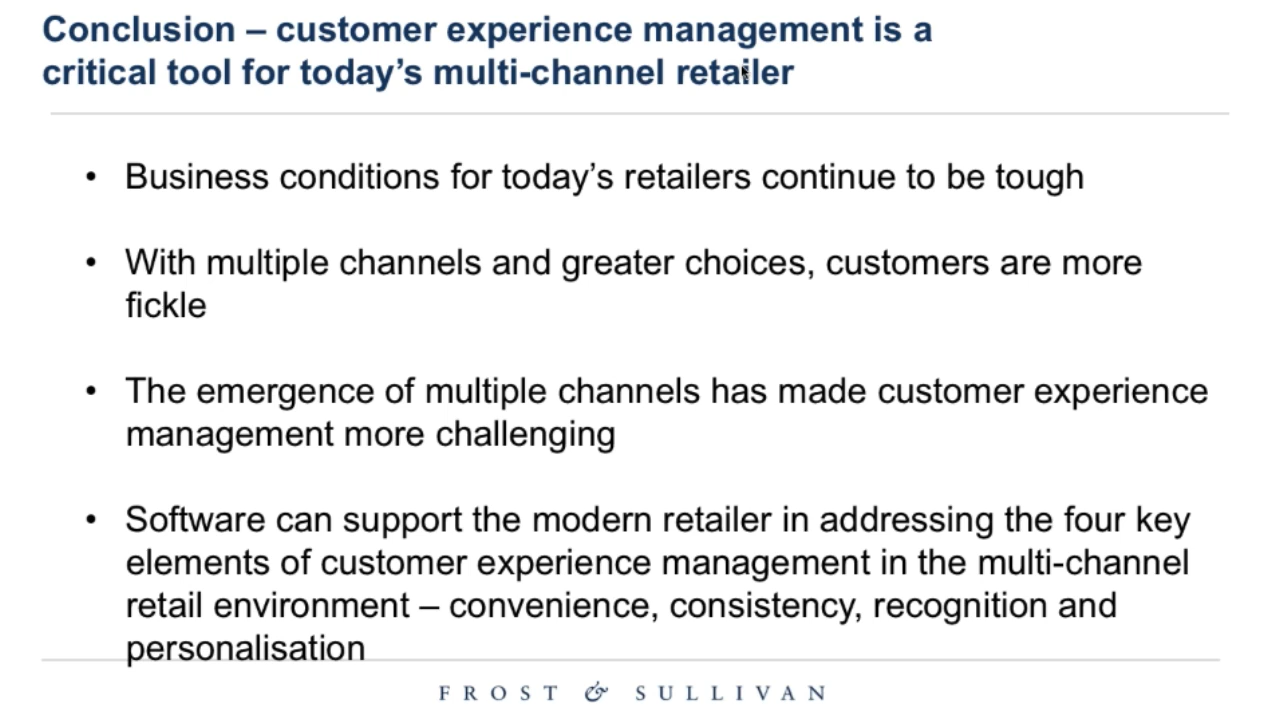 Conclusion – customer experience management is a
critical tool for today’s multi-channel retailer
• Business conditions for today’s retailers continue to be tough
• With multiple channels and greater choices, customers are more
fickle
• The emergence of multiple channels has made customer experience
management more challenging
• Software can support the modern retailer in addressing the four key
elements of customer experience management in the multi-channel
retail environment – convenience, consistency, recognition and
personalisation
FROST & SULLIVAN